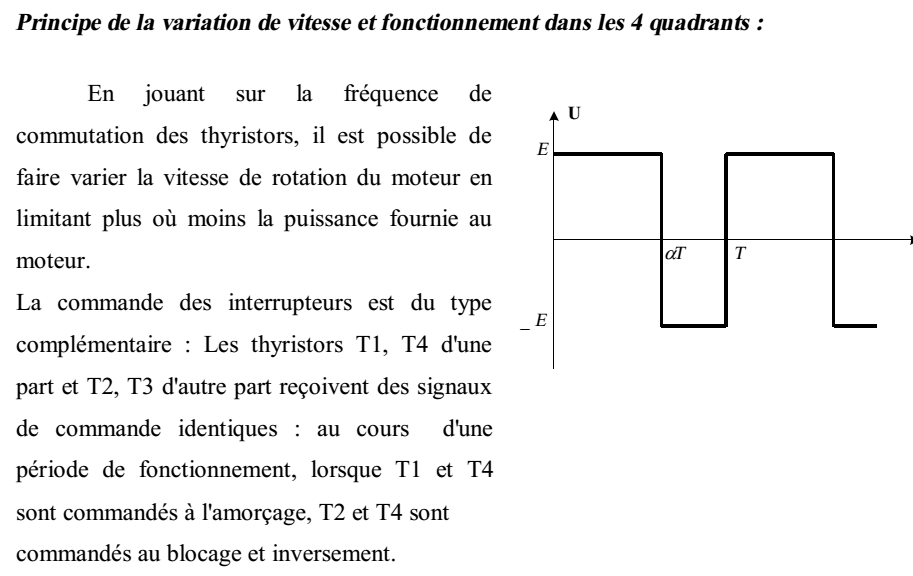 Principe de la variation de vitesse et fonctionnement dans les 4 quadrants :
En jouant sur la fréquence de
commutation des thyristors, il est possible de
faire varier la vitesse de rotation du moteur en
limitant plus où moins la puissance fournie au
moteur.
La commande des interrupteurs est du type
complémentaire : Les thyristors T1, T4 d'une
part et T2, T3 d'autre part reçoivent des signaux
de commande identiques : au cours d'une
période de fonctionnement, lorsque T1 et T4
sont commandés à l'amorçage, T2 et T4 sont
commandés au blocage et inversement.
U
E
αT T
_ E